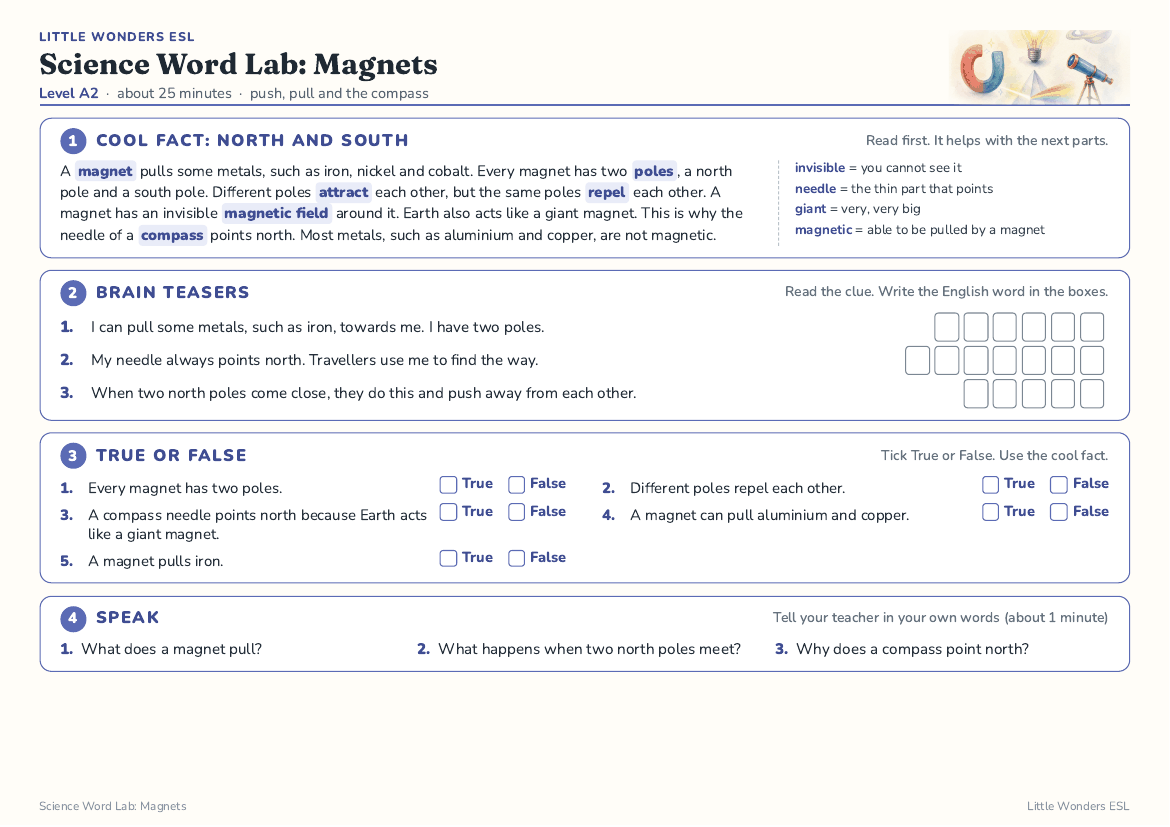 LITTLE WONDERS ESL
Science Word Lab: Magnets
Level A2 · about 25 minutes · push, pull and the compass
1 COOL FACT: NORTH AND SOUTH
Read first. It helps with the next parts.
A magnet pulls some metals, such as iron, nickel and cobalt. Every magnet has two poles, a north
pole and a south pole. Different poles attract each other, but the same poles repel each other. A
magnet has an invisible magnetic field around it. Earth also acts like a giant magnet. This is why the
needle of a compass points north. Most metals, such as aluminium and copper, are not magnetic.
invisible = you cannot see it
needle = the thin part that points
giant = very, very big
magnetic = able to be pulled by a magnet
2 BRAIN TEASERS
Read the clue. Write the English word in the boxes.
1. I can pull some metals, such as iron, towards me. I have two poles.
2. My needle always points north. Travellers use me to find the way.
3. When two north poles come close, they do this and push away from each other.
3 TRUE OR FALSE
Tick True or False. Use the cool fact.
1. Every magnet has two poles. True False
2. Different poles repel each other. True False
3. A compass needle points north because Earth acts True False
like a giant magnet.
4. A magnet can pull aluminium and copper. True False
5. A magnet pulls iron. True False
4 SPEAK
Tell your teacher in your own words (about 1 minute)
1. What does a magnet pull?
2. What happens when two north poles meet?
3. Why does a compass point north?
Science Word Lab: Magnets
Little Wonders ESL